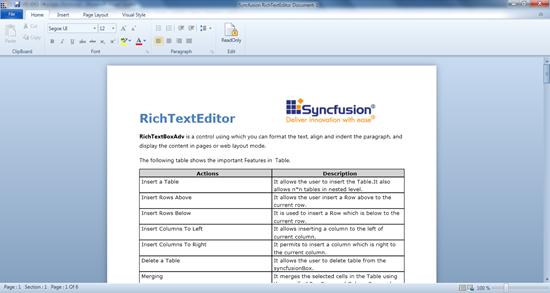 Syncfusion RichTextEditor Document
File Home Insert Page Layout Visual Style
Paste Cut Copy
Segoe UI 12
ReadOnly
ClipBoard Font Paragraph Edit
RichTextEditor
Syncfusion®
Deliver innovation with ease®
RichTextBoxAdv is a control using which you can format the text, align and indent the paragraph, and
display the content in pages or web layout mode.
The following table shows the important Features in Table.
Actions Description
Insert a Table It allows the user to insert the Table.It also
allows n*n tables in nested level.
Insert Rows Above It allows the user insert a Row above to the
current row.
Insert Rows Below It is used to insert a Row which is below to the
current row.
Insert Columns To Left It allows inserting a column to the left of
current column.
Insert Columns To Right It permits to insert a column which is right to
the current column.
Delete a Table It allows the user to delete table from the
syncfusionBox.
Merging It merges the selected cells in the Table using
Page : 1 Section : 1 Page : 1 Of 6 100 %